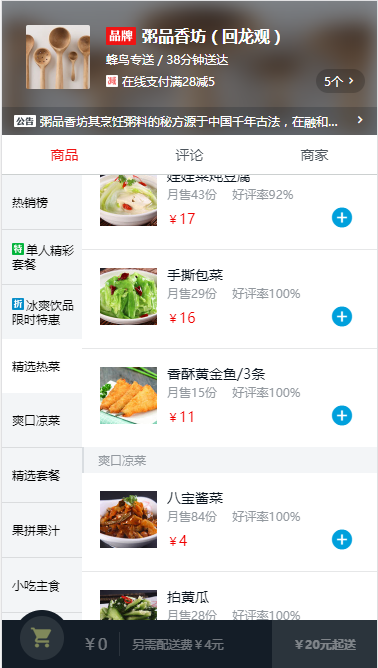 品牌 粥品香坊（回龙观）
蜂鸟专送 / 38分钟送达
减 在线支付满28减5
5个 >
公告 粥品香坊其烹饪粥料的秘方源于中国千年古法，在融和... >
商品 评论 商家
热销榜
特 单人精彩
套餐
折 冰爽饮品
限时特惠
精选热菜
爽口凉菜
精选套餐
果拼果汁
小吃主食
娃娃菜炖豆腐
月售43份 好评率92%
￥17
手撕包菜
月售29份 好评率100%
￥16
香酥黄金鱼/3条
月售15份 好评率100%
￥11
爽口凉菜
八宝酱菜
月售84份 好评率100%
￥4
拍黄瓜
月售28份 好评率100%
￥0 另需配送费￥4元 ￥20元起送